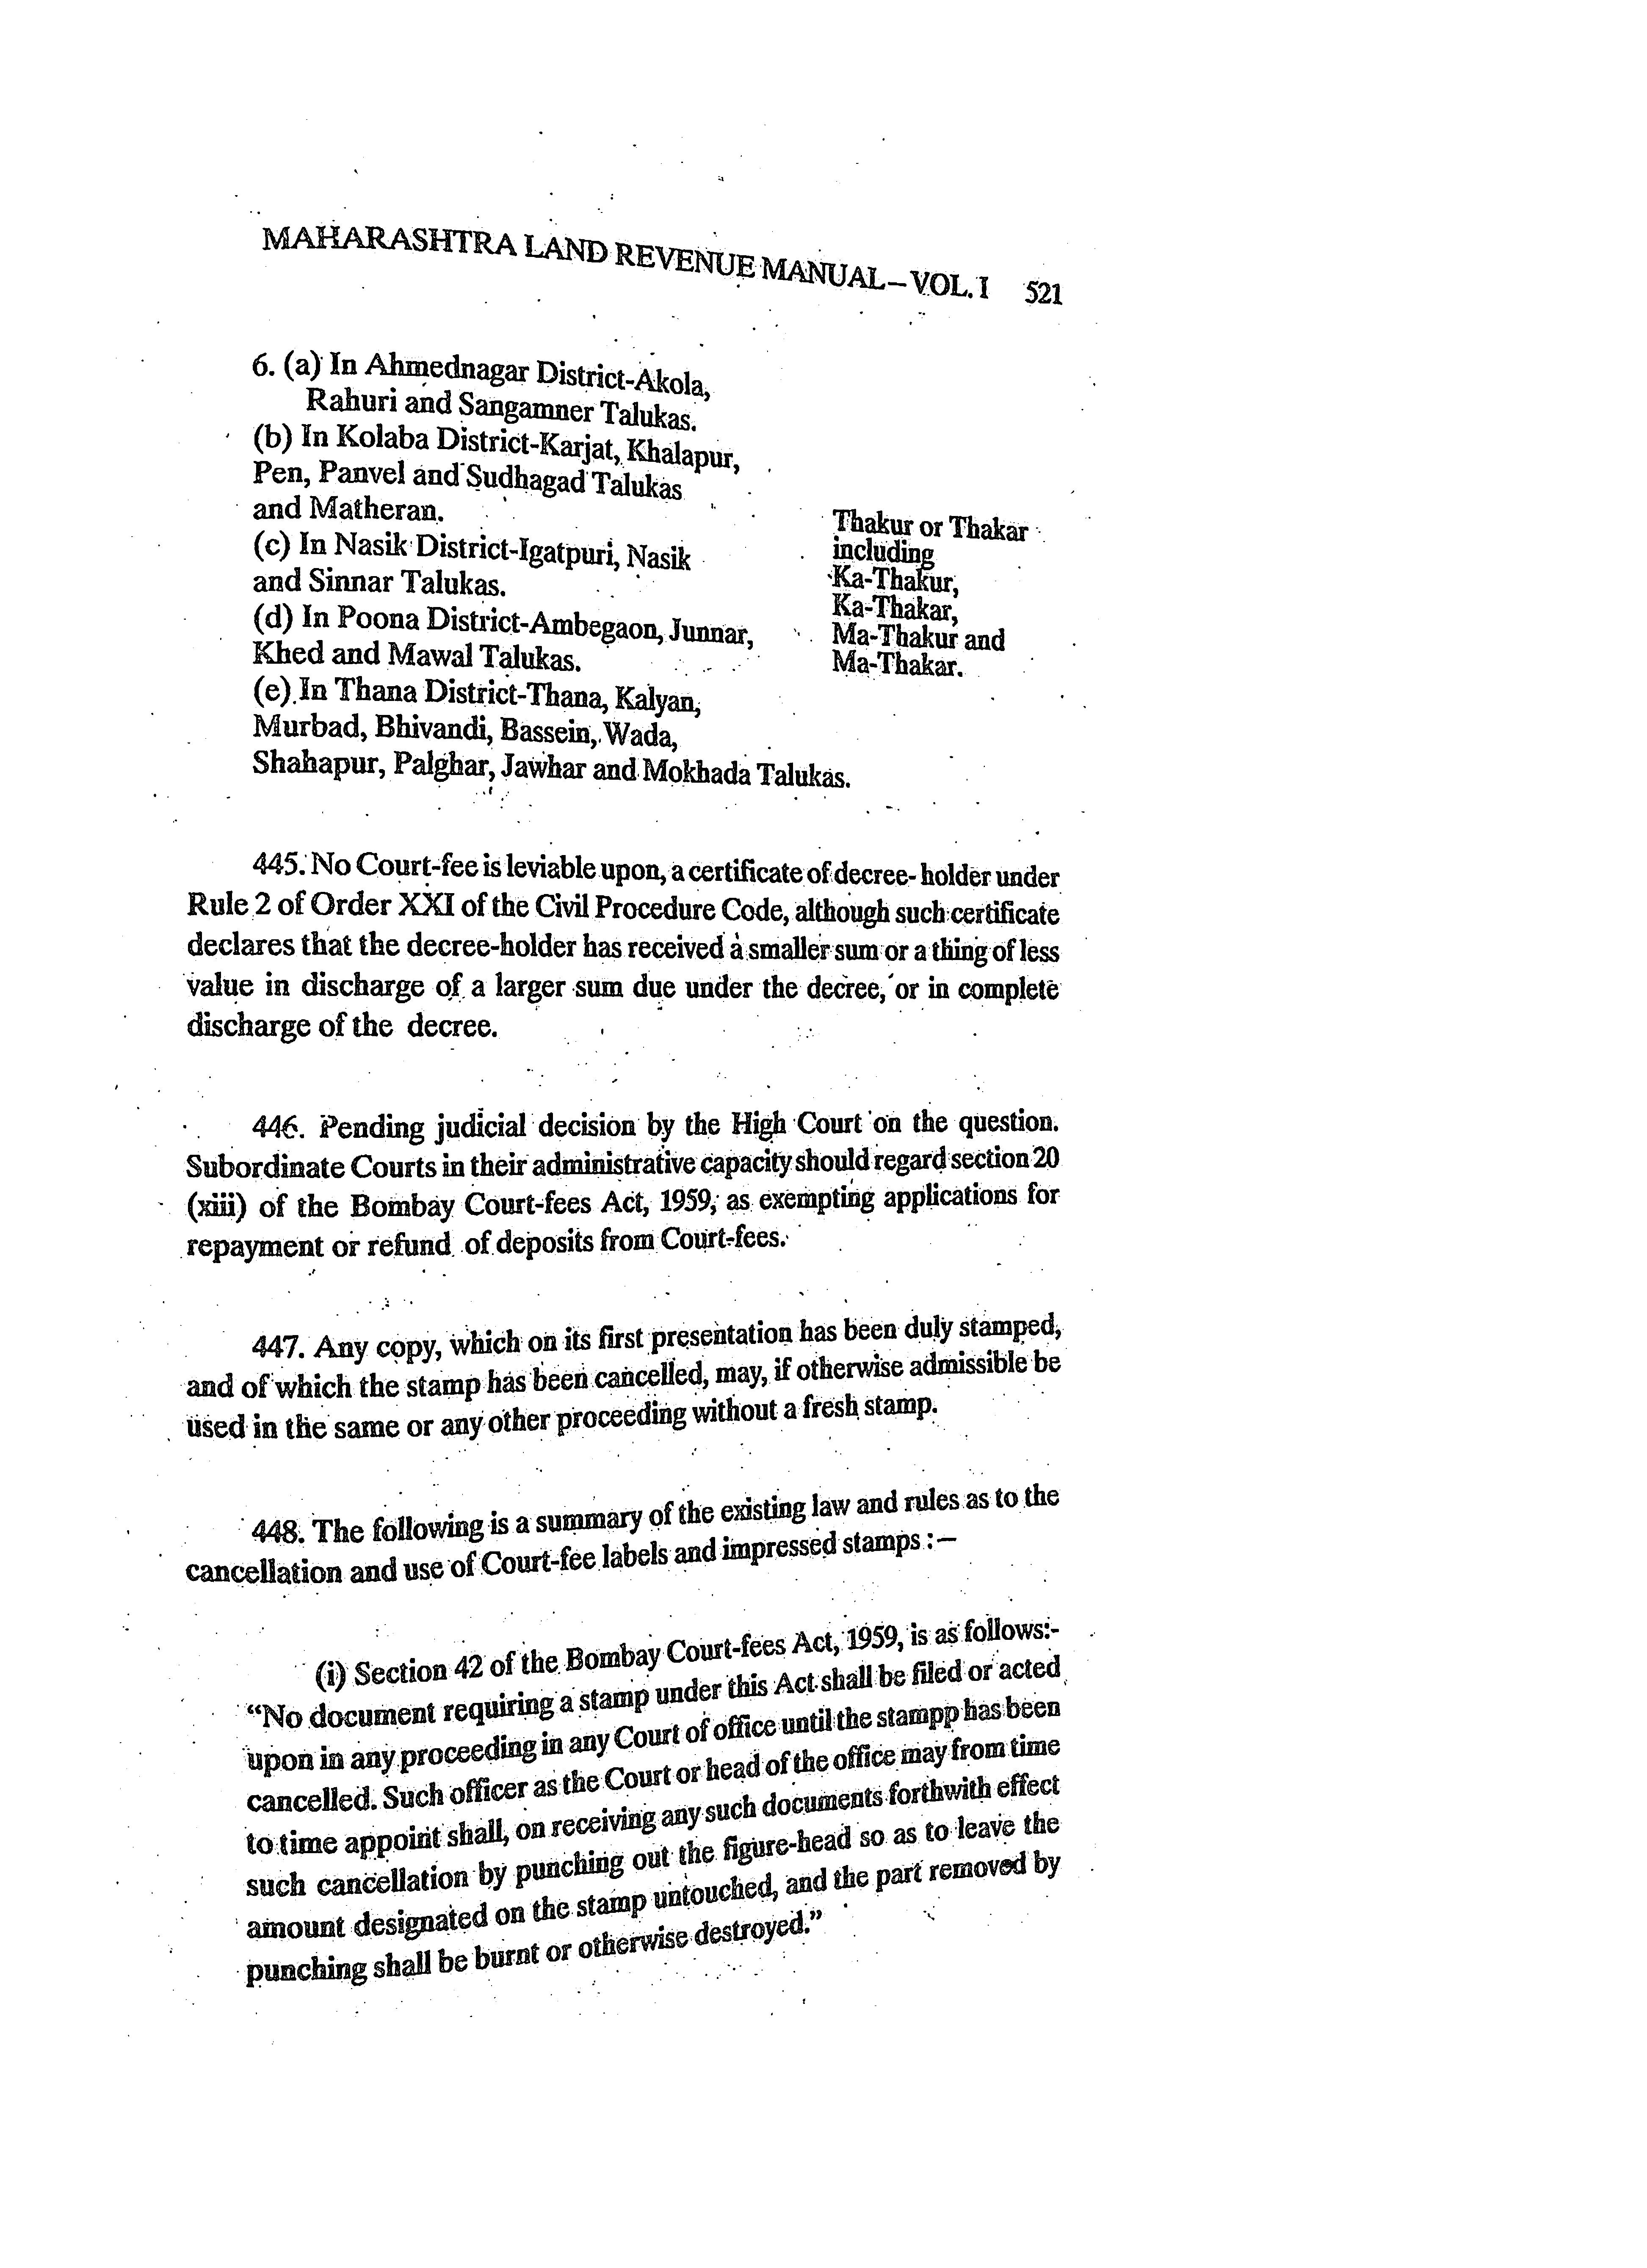 MAHARASHTRA LAND REVENUE MANUAL – VOL. I 521
6. (a) In Ahmednagar District-Akola,
Rahuri and Sangamner Talukas.
(b) In Kolaba District-Karjat, Khalapur,
Pen, Panvel and Sudhagad Talukas
and Matheran.
(c) In Nasik District-Igatpuri, Nasik
and Sinnar Talukas.
(d) In Poona District-Ambegaon, Junnar,
Khed and Mawal Talukas.
(e) In Thana District-Thana, Kalyan,
Murbad, Bhivandi, Bassein, Wada,
Shahapur, Palghar, Jawhar and Mokhada Talukas.
Thakur or Thakar
including
Ka-Thakur,
Ka-Thakar,
Ma-Thakur and
Ma-Thakar.
445. No Court-fee is leviable upon, a certificate of decree- holder under
Rule 2 of Order XXI of the Civil Procedure Code, although such certificate
declares that the decree-holder has received a smaller sum or a thing of less
value in discharge of a larger sum due under the decree, or in complete
discharge of the decree.
446. Pending judicial decision by the High Court on the question.
Subordinate Courts in their administrative capacity should regard section 20
(xiii) of the Bombay Court-fees Act, 1959, as exempting applications for
repayment or refund of deposits from Court-fees.
447. Any copy, which on its first presentation has been duly stamped,
and of which the stamp has been cancelled, may, if otherwise admissible be
used in the same or any other proceeding without a fresh stamp.
448. The following is a summary of the existing law and rules as to the
cancellation and use of Court-fee labels and impressed stamps :—
(i) Section 42 of the Bombay Court-fees Act, 1959, is as follows:-
“No document requiring a stamp under this Act shall be filed or acted
upon in any proceeding in any Court of office until the stampp has been
cancelled. Such officer as the Court or head of the office may from time
to time appoint shall, on receiving any such documents forthwith effect
such cancellation by punching out the figure-head so as to leave the
amount designated on the stamp untouched, and the part removed by
punching shall be burnt or otherwise destroyed.”